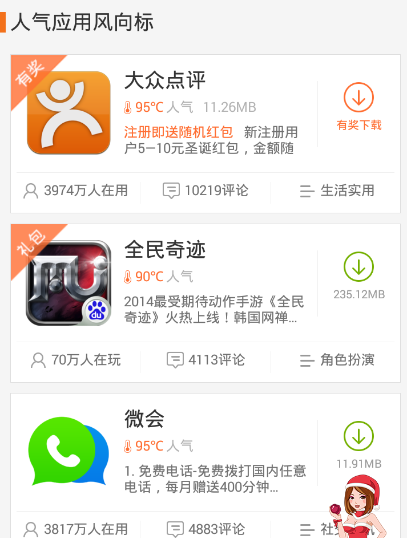 人气应用风向标
有奖
大众点评
95℃人气 11.26MB
注册即送随机红包 新注册用
户5—10元圣诞红包，金额随
有奖下载
3974万人在用 10219评论 生活实用
礼包
全民奇迹
90℃人气
2014最受期待动作手游《全民
奇迹》火热上线！韩国网禅...
235.12MB
MU
du
70万人在玩 4113评论 角色扮演
微会
95℃人气
1. 免费电话-免费拨打国内任意
电话，每月赠送400分钟...
11.91MB
3817万人在用 4883评论